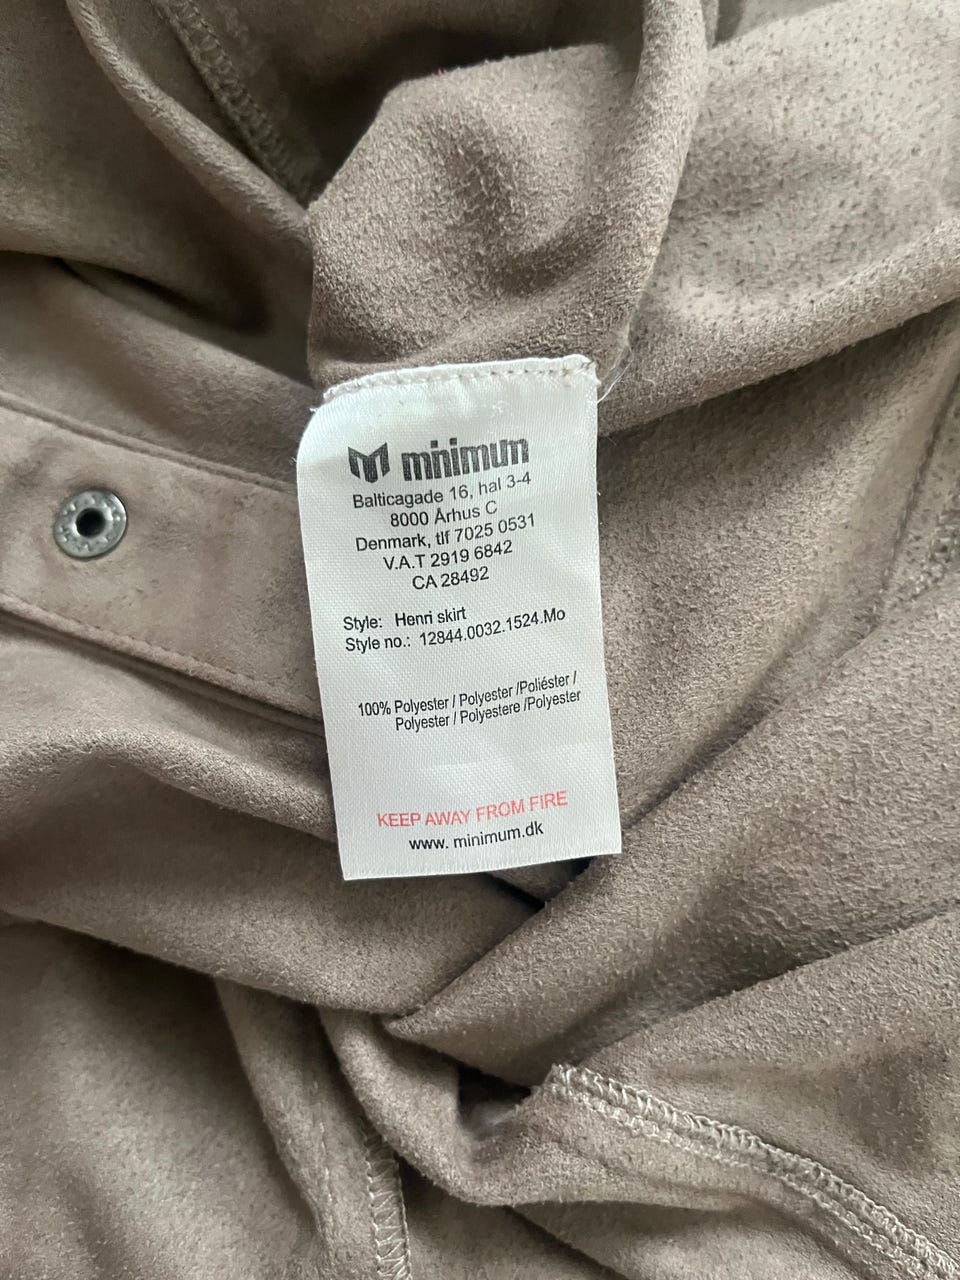 minimum
Balticagade 16, hal 3-4
8000 Århus C
Denmark, tlf 7025 0531
V.A.T 2919 6842
CA 28492
Style: Henri skirt
Style no.: 12844.0032.1524.Mo
100% Polyester / Polyester /Poliéster /
Polyester / Polyestere /Polyester
KEEP AWAY FROM FIRE
www. minimum.dk